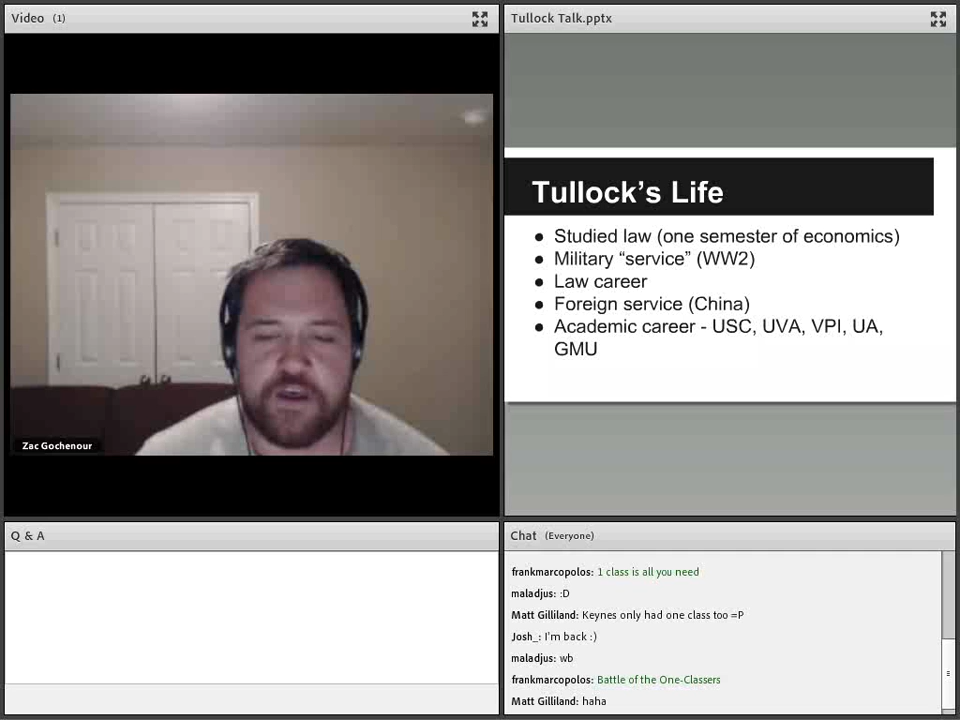 Video (1)
Zac Gochenour
Tullock Talk.pptx
Tullock's Life
● Studied law (one semester of economics)
● Military “service” (WW2)
● Law career
● Foreign service (China)
● Academic career - USC, UVA, VPI, UA,
GMU
Q & A
Chat (Everyone)
frankmarcopolos: 1 class is all you need
maladjus: :D
Matt Gilliland: Keynes only had one class too =P
Josh_: I'm back :)
maladjus: wb
frankmarcopolos: Battle of the One-Classers
Matt Gilliland: haha